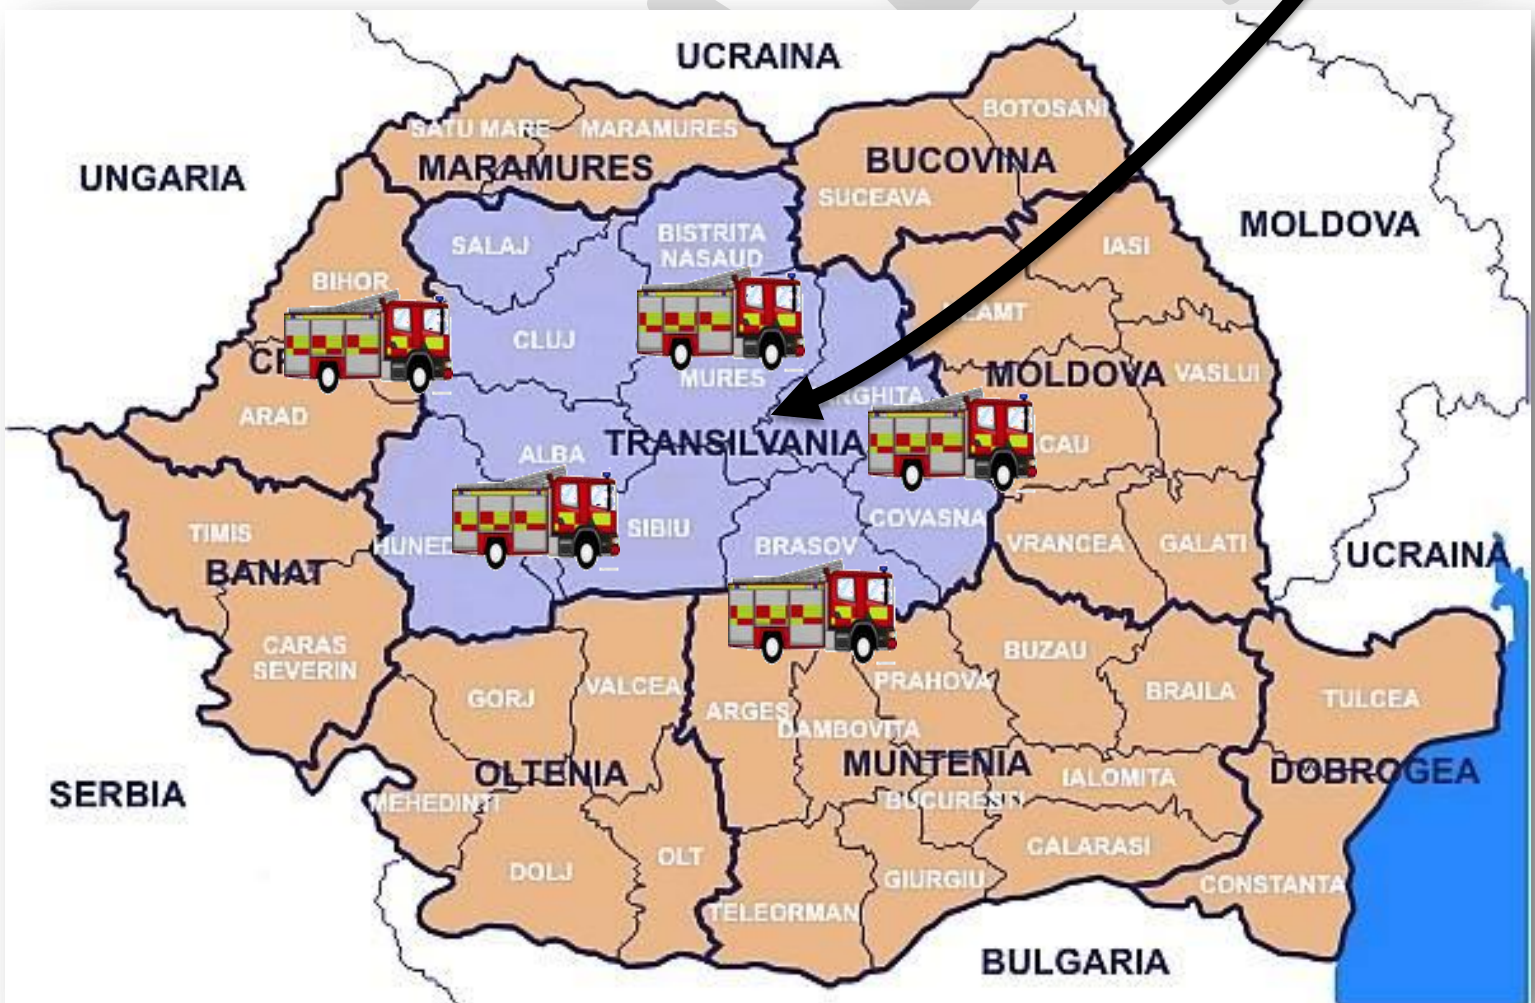 UCRAINA
BOTOSANI
SATU MARE
MARAMURES
MARAMURES
BUCOVINA
UNGARIA
SUCEAVA
MOLDOVA
SALAJ
BISTRITA
NASAUD
IASI
BIHOR
CLUJ
MURES
MOLDOVA
VASLUI
ARAD
TRANSILVANIA
ALBA
COVASNA
TIMIS
SIBIU
BRASOV
VRANCEA
GALATI
UCRAINA
BANAT
CARAS
SEVERIN
BUZAU
GORJ
VALCEA
PRAHOVA
BRAILA
TULCEA
ARGES
DAMBOVITA
OLTENIA
MUNTENIA
IALOMITA
DOBROGEA
SERBIA
MEHEDINTI
BUCURESTI
CALARASI
OLT
DOLJ
GIURGIU
CONSTANTA
TELEORMAN
BULGARIA